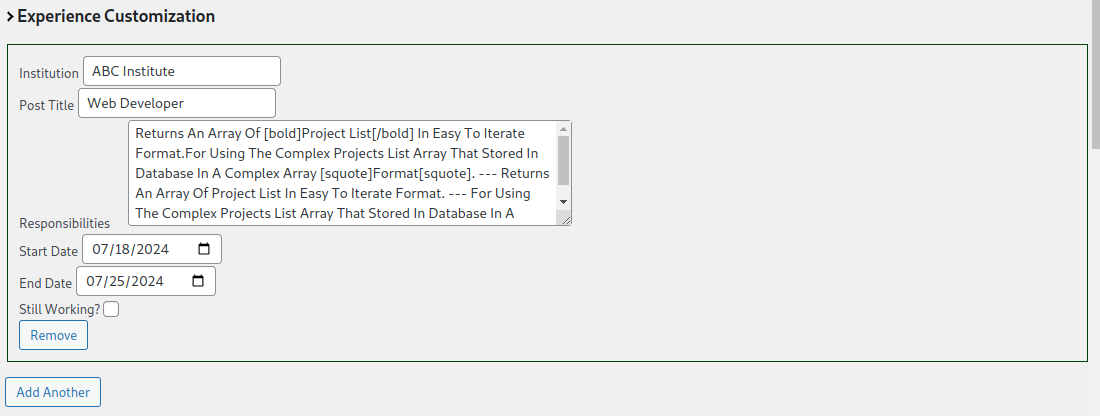 Experience Customization
Institution ABC Institute
Post Title Web Developer
Returns An Array Of [bold]Project List[/bold] In Easy To Iterate
Format.For Using The Complex Projects List Array That Stored In
Database In A Complex Array [squote]Format[squote]. --- Returns
An Array Of Project List In Easy To Iterate Format. --- For Using
The Complex Projects List Array That Stored In Database In A
Responsibilities
Start Date 07/18/2024
End Date 07/25/2024
Still Working?
Remove
Add Another